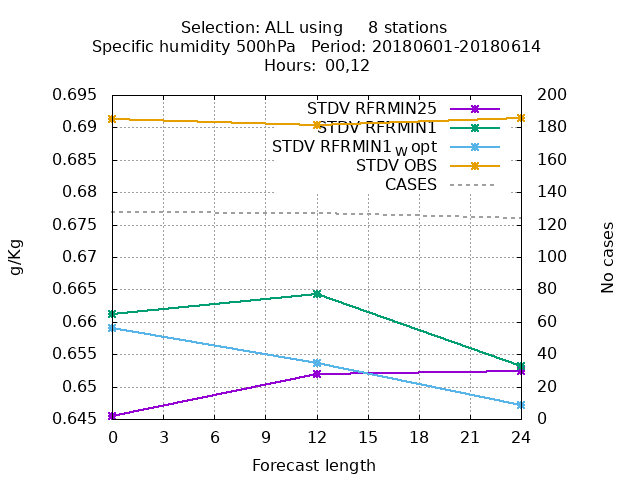 Selection: ALL using     8 stations
Specific humidity 500hPa   Period: 20180601-20180614
Hours: 00,12
0.695
0.69
0.685
0.68
0.675
0.67
0.665
0.66
0.655
0.65
0.645
g/Kg
STDV RFRMIN25
STDV RFRMIN1
STDV RFRMIN1w opt
STDV OBS
CASES
200
180
160
140
120
100
80
60
40
20
0
No cases
0 3 6 9 12 15 18 21 24
Forecast length